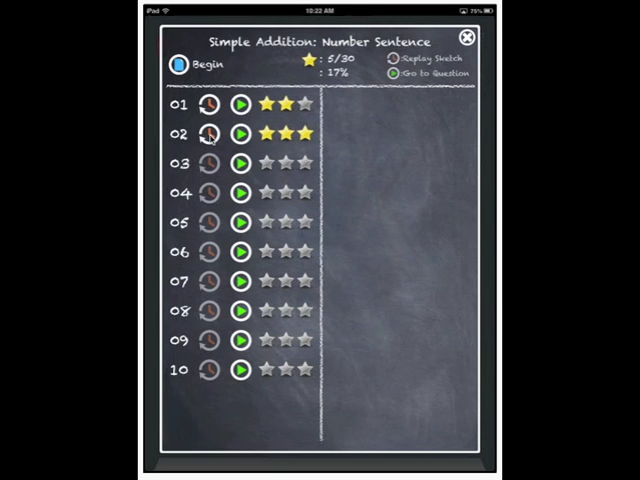 iPad 10:22 AM 75%
Simple Addition: Number Sentence
Begin : 5/30 :Replay Sketch
: 17% :Go to Question
01
02
03
04
05
06
07
08
09
10